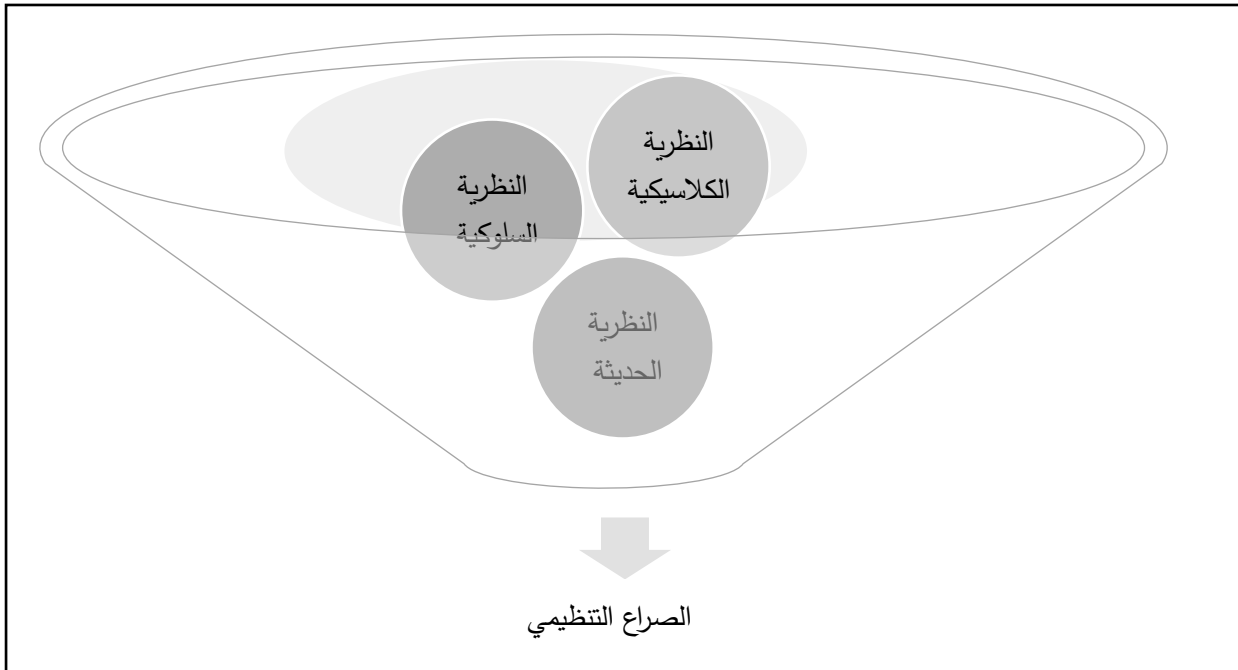 النظرية
الكلاسيكية
النظرية
السلوكية
النظرية
الحديثة
الصراع التنظيمي